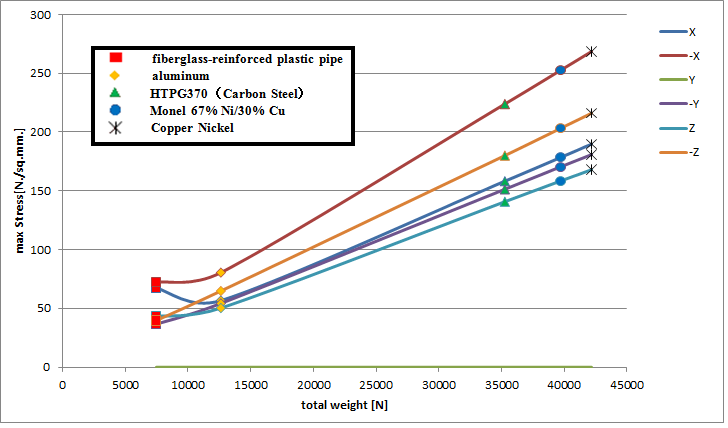 300
250
200
150
100
50
0
0 5000 10000 15000 20000 25000 30000 35000 40000 45000
max Stress[N./sq.mm.]
total weight [N]
fiberglass-reinforced plastic pipe
aluminum
HTPG370（Carbon Steel）
Monel 67% Ni/30% Cu
Copper Nickel
X
-X
Y
-Y
Z
-Z